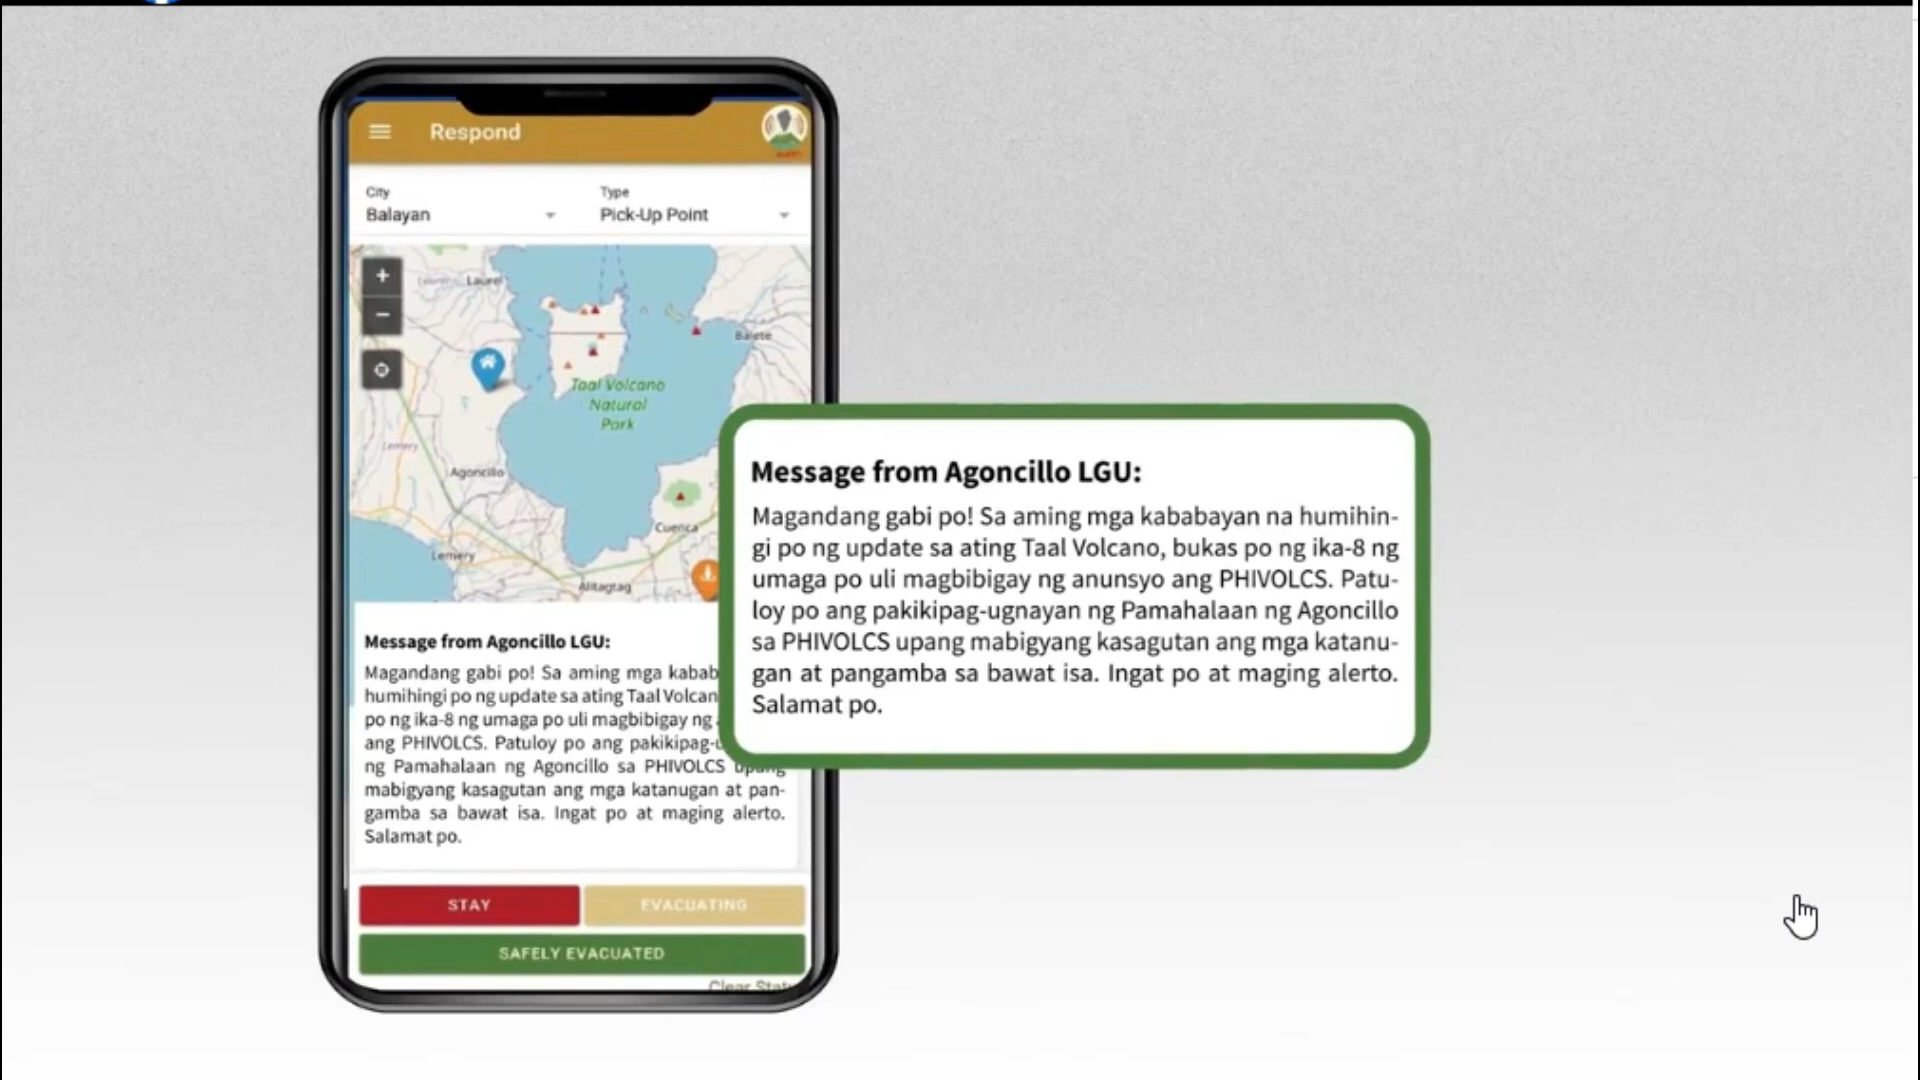 Respond
City
Type
Balayan
Pick-Up Point
+
Laurel
−
Balete
Taal Volcano
Natural
Park
Lemery
Agoncillo
Cuenca
Lemery
Alitagtag
Message from Agoncillo LGU:
Magandang gabi po! Sa aming mga kabab
humihingi po ng update sa ating Taal Volcan
po ng ika-8 ng umaga po uli magbibigay ng
ang PHIVOLCS. Patuloy po ang pakikipag-u
ng Pamahalaan ng Agoncillo sa PHIVOLCS upang
mabigyang kasagutan ang mga katanugan at pan-
gamba sa bawat isa. Ingat po at maging alerto.
Salamat po.
STAY
EVACUATING
SAFELY EVACUATED
Clear Statu
Message from Agoncillo LGU:
Magandang gabi po! Sa aming mga kababayan na humihin-
gi po ng update sa ating Taal Volcano, bukas po ng ika-8 ng
umaga po uli magbibigay ng anunsyo ang PHIVOLCS. Patu-
loy po ang pakikipag-ugnayan ng Pamahalaan ng Agoncillo
sa PHIVOLCS upang mabigyang kasagutan ang mga katanu-
gan at pangamba sa bawat isa. Ingat po at maging alerto.
Salamat po.